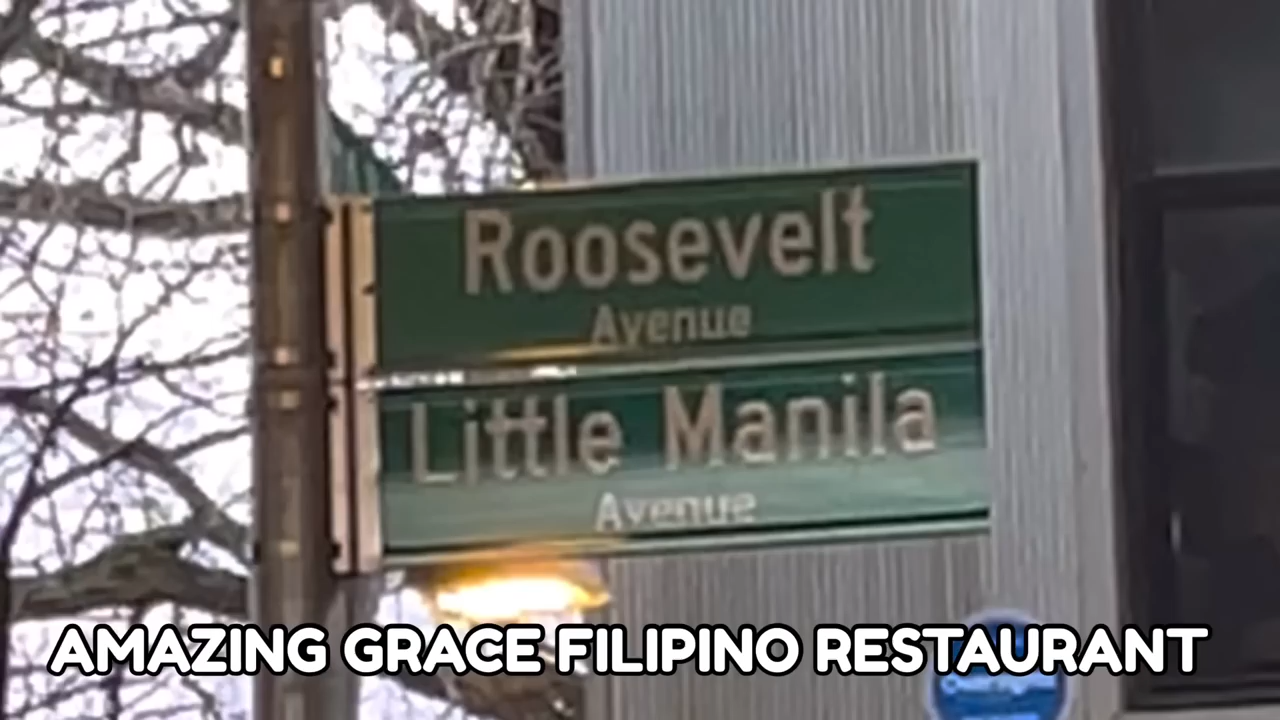 Roosevelt
Avenue
Little Manila
Avenue
AMAZING GRACE FILIPINO RESTAURANT